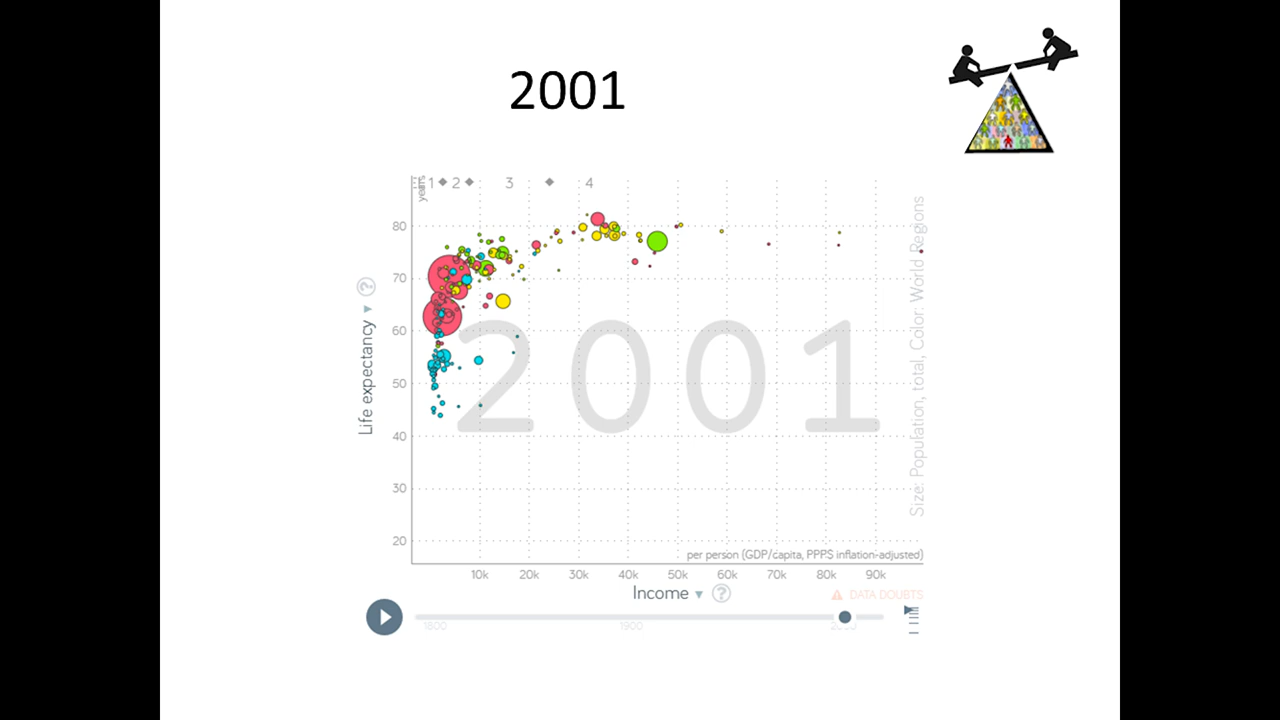 2001
1 2 3 4
years
80
70
60
50
40
30
20
Life expectancy ?
2001
Size: Population, total, Color: World Regions
per person (GDP/capita, PPP$ inflation-adjusted)
10k 20k 30k 40k 50k 60k 70k 80k 90k
Income ?
DATA DOUBTS
1800 1900 2000